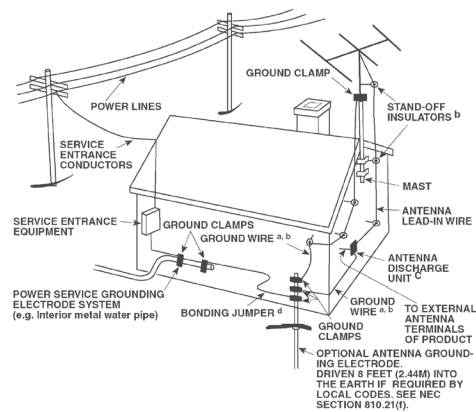 GROUND CLAMP
POWER LINES
STAND-OFF
INSULATORS b
SERVICE
ENTRANCE
CONDUCTORS
MAST
ANTENNA
LEAD-IN WIRE
SERVICE ENTRANCE
EQUIPMENT
GROUND CLAMPS
GROUND WIRE a, b
ANTENNA
DISCHARGE
UNIT C
POWER SERVICE GROUNDING
ELECTRODE SYSTEM
(e.g. Interior metal water pipe)
BONDING JUMPER d
GROUND
WIRE a, b
TO EXTERNAL
ANTENNA
TERMINALS
OF PRODUCT
GROUND
CLAMPS
OPTIONAL ANTENNA GROUND-
ING ELECTRODE.
DRIVEN 8 FEET (2.44M) INTO
THE EARTH IF REQUIRED BY
LOCAL CODES. SEE NEC
SECTION 810.21(f).